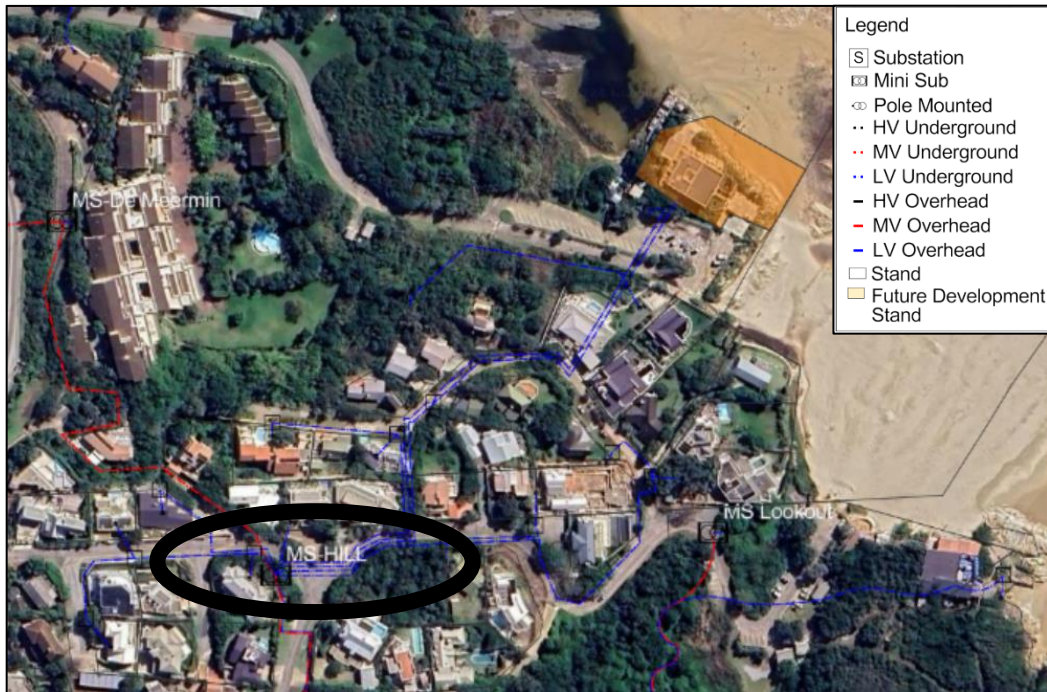 Legend
S Substation
Mini Sub
Pole Mounted
HV Underground
MV Underground
LV Underground
HV Overhead
MV Overhead
LV Overhead
Stand
Future Development
Stand
MS-De Meermin
MS Lookout
MS HILL